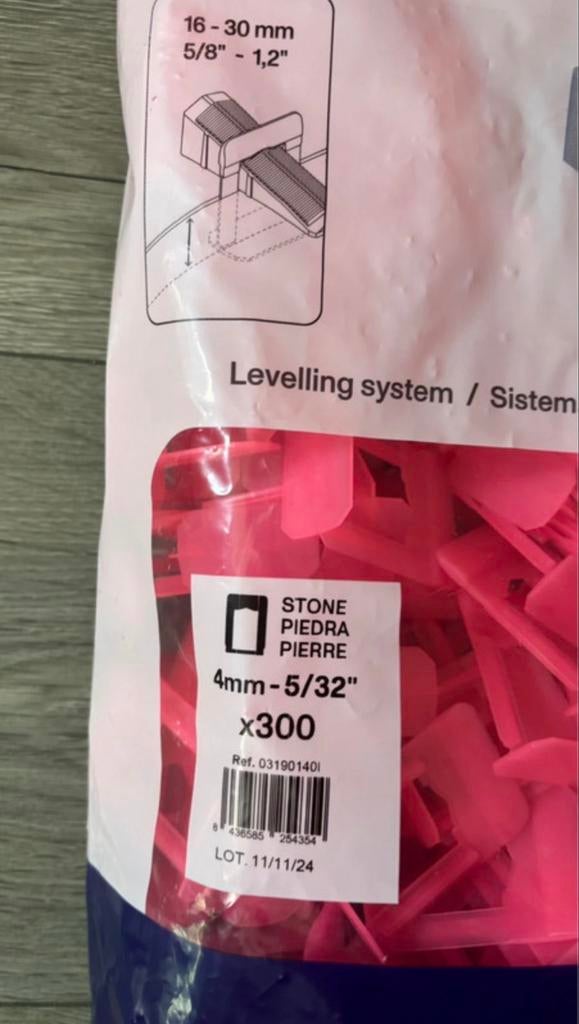 16 - 30 mm
5/8" - 1,2"
Levelling system / Sistem
STONE
PIEDRA
PIERRE
4mm - 5/32"
x300
Ref. 03190140I
8 436585 254354
LOT. 11/11/24